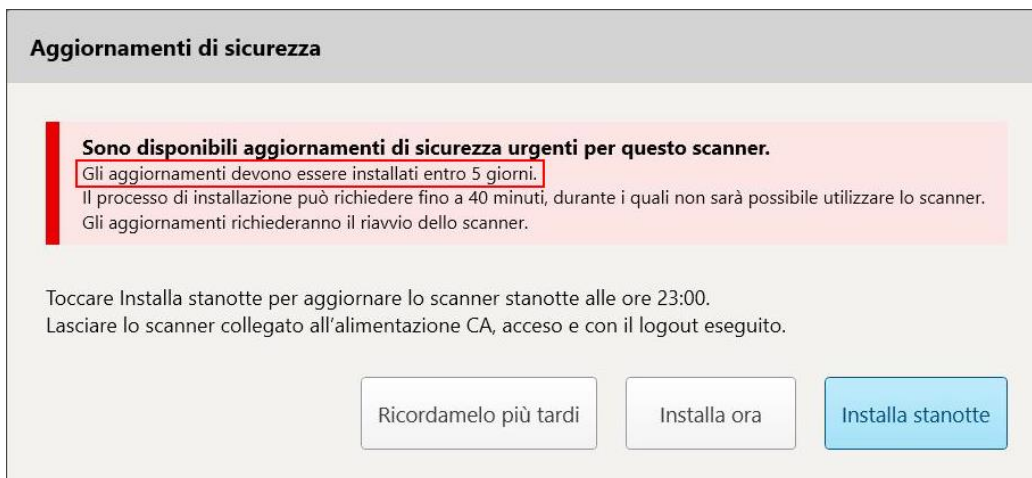 Aggiornamenti di sicurezza
Sono disponibili aggiornamenti di sicurezza urgenti per questo scanner.
Gli aggiornamenti devono essere installati entro 5 giorni.
Il processo di installazione può richiedere fino a 40 minuti, durante i quali non sarà possibile utilizzare lo scanner.
Gli aggiornamenti richiederanno il riavvio dello scanner.
Toccare Installa stanotte per aggiornare lo scanner stanotte alle ore 23:00.
Lasciare lo scanner collegato all’alimentazione CA, acceso e con il logout eseguito.
Ricordamelo più tardi
Installa ora
Installa stanotte